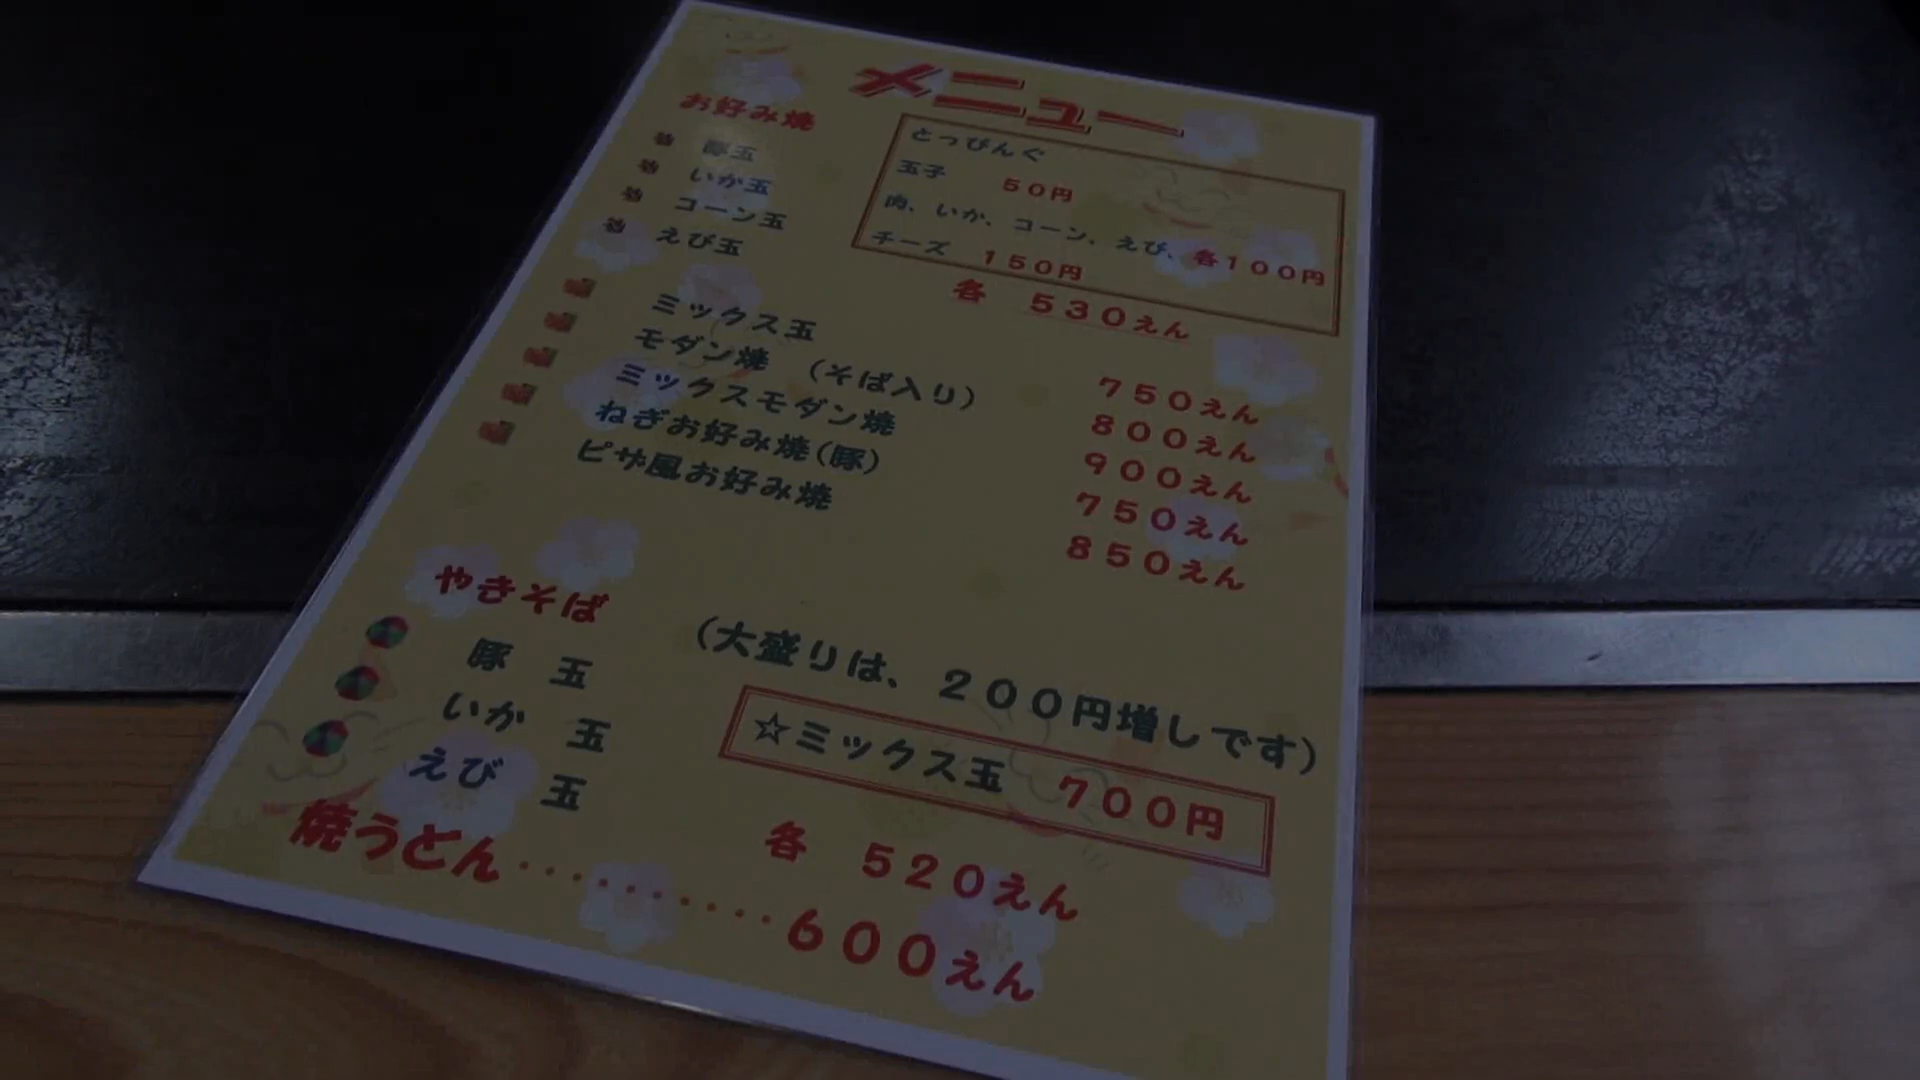 メニュー
お好み焼
豚玉
いか玉
コーン玉
えび玉
とっぴんぐ
玉子 50円
肉、いか、コーン、えび、各100円
チーズ 150円
各 530えん
ミックス玉 750えん
モダン焼 (そば入り) 800えん
ミックスモダン焼 900えん
ねぎお好み焼(豚) 750えん
ピザ風お好み焼 850えん
やきそば (大盛りは、200円増しです)
豚 玉
いか 玉
えび 玉
☆ミックス玉 700円
各 520えん
焼うどん・・・・・・・・・・600えん